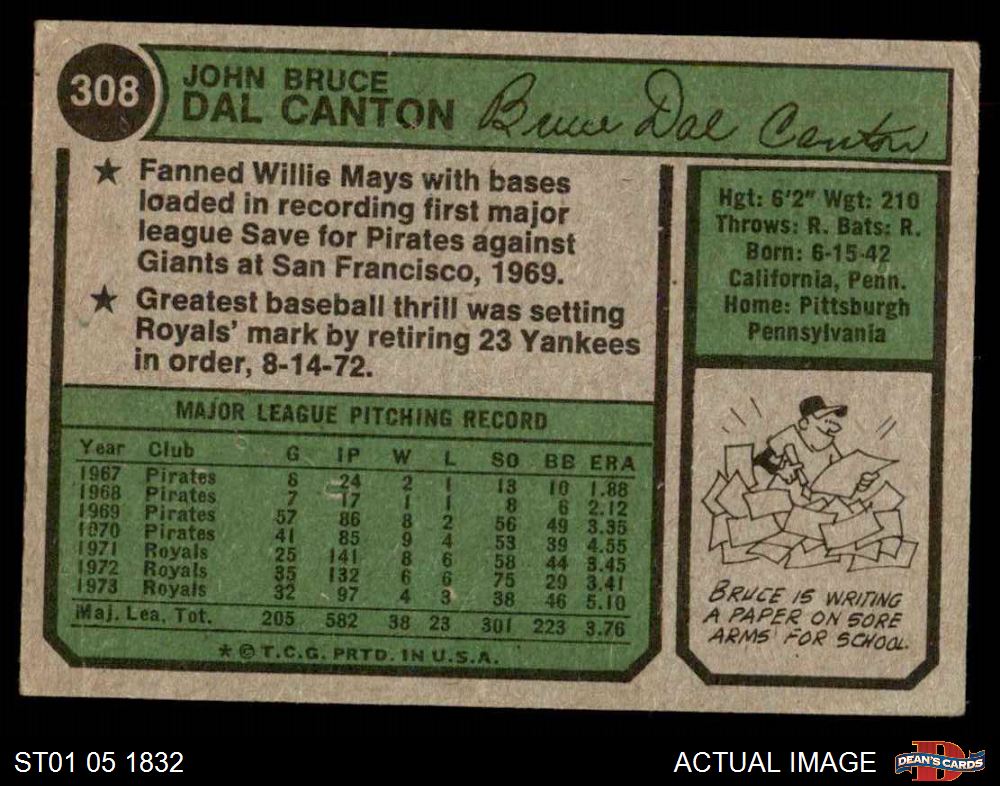 308
JOHN BRUCE
DAL CANTON
Bruce Dal Canton
★ Fanned Willie Mays with bases
loaded in recording first major
league Save for Pirates against
Giants at San Francisco, 1969.
★ Greatest baseball thrill was setting
Royals' mark by retiring 23 Yankees
in order, 8-14-72.
Hgt: 6'2" Wgt: 210
Throws: R. Bats: R.
Born: 6-15-42
California, Penn.
Home: Pittsburgh
Pennsylvania
MAJOR LEAGUE PITCHING RECORD
Year Club G IP W L SO BB ERA
1967 Pirates 6 24 2 1 13 10 1.88
1968 Pirates 7 17 1 1 8 6 2.12
1969 Pirates 57 86 8 2 56 49 3.35
1970 Pirates 41 85 9 4 53 39 4.55
1971 Royals 25 141 8 6 58 44 3.45
1972 Royals 35 132 6 6 75 29 3.41
1973 Royals 32 97 4 3 38 46 5.10
Maj. Lea. Tot. 205 582 38 23 301 223 3.76
★ © T.C.G. PRTD. IN U.S.A.
BRUCE IS WRITING
A PAPER ON SORE
ARMS FOR SCHOOL.
ST01 05 1832
ACTUAL IMAGE
DEAN'S CARDS